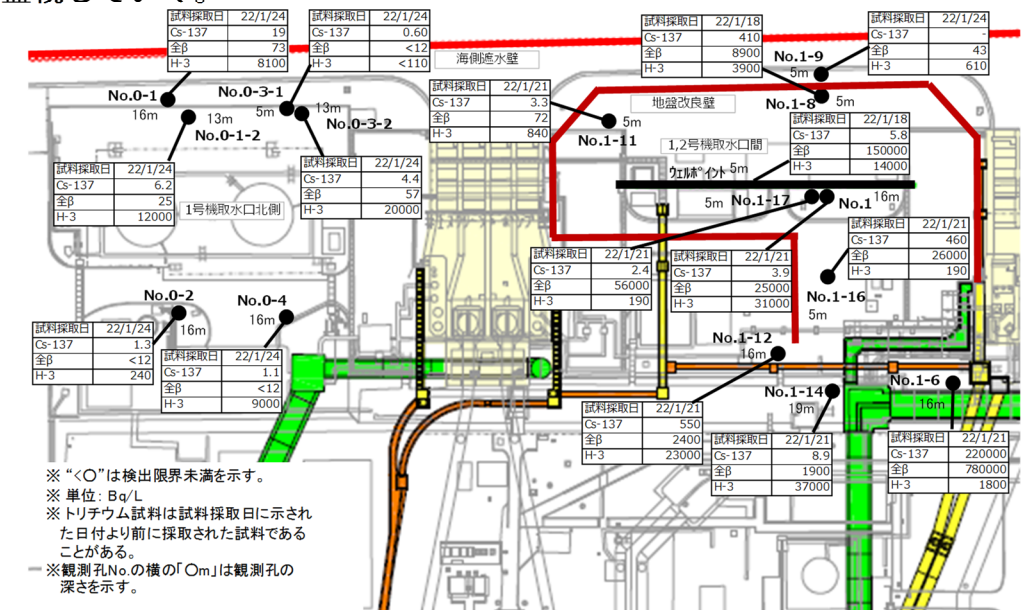 試料採取日 22/1/24
Cs-137 19
全β 73
H-3 8100
試料採取日 22/1/24
Cs-137 0.60
全β <12
H-3 <110
試料採取日 22/1/18
Cs-137 410
全β 8900
H-3 3900
試料採取日 22/1/24
Cs-137 -
全β 43
H-3 610
海側遮水壁
No.1-9
5m
No.0-1
16m
No.0-3-1
5m
13m
No.0-3-2
13m
No.0-1-2
試料採取日 22/1/21
Cs-137 3.3
全β 72
H-3 840
5m
No.1-11
地盤改良壁
No.1-8
5m
試料採取日 22/1/18
Cs-137 5.8
全β 150000
H-3 14000
1,2号機取水口間
ウェルポイント 5m
試料採取日 22/1/24
Cs-137 6.2
全β 25
H-3 12000
1号機取水口北側
試料採取日 22/1/24
Cs-137 4.4
全β 57
H-3 20000
5m
No.1-17
No.1
16m
試料採取日 22/1/21
Cs-137 460
全β 26000
H-3 190
試料採取日 22/1/21
Cs-137 2.4
全β 56000
H-3 190
試料採取日 22/1/21
Cs-137 3.9
全β 25000
H-3 31000
No.1-16
5m
No.0-2
16m
No.0-4
16m
試料採取日 22/1/24
Cs-137 1.3
全β <12
H-3 240
試料採取日 22/1/24
Cs-137 1.1
全β <12
H-3 9000
No.1-12
16m
No.1-14
19m
No.1-6
16m
試料採取日 22/1/21
Cs-137 550
全β 2400
H-3 23000
試料採取日 22/1/21
Cs-137 8.9
全β 1900
H-3 37000
試料採取日 22/1/21
Cs-137 220000
全β 780000
H-3 1800
※ “<〇”は検出限界未満を示す。
※ 単位: Bq/L
※ トリチウム試料は試料採取日に示され
た日付より前に採取された試料である
ことがある。
※観測孔No.の横の「〇m」は観測孔の
深さを示す。